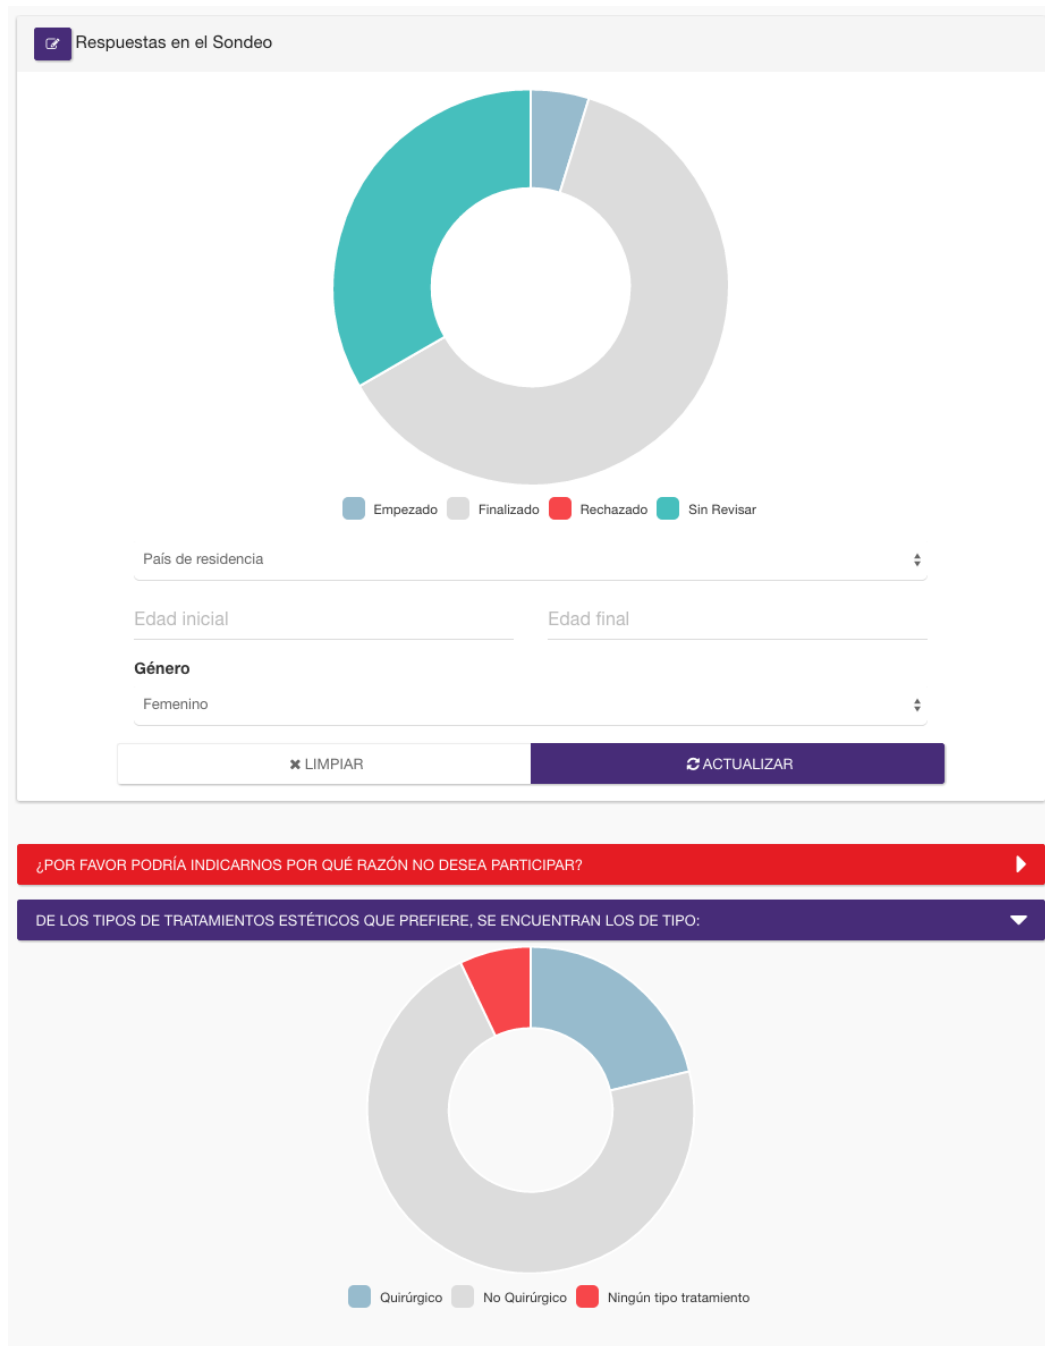 Respuestas en el Sondeo
Empezado Finalizado Rechazado Sin Revisar
País de residencia
Edad inicial Edad final
Género
Femenino
LIMPIAR ACTUALIZAR
¿POR FAVOR PODRÍA INDICARNOS POR QUÉ RAZÓN NO DESEA PARTICIPAR?
DE LOS TIPOS DE TRATAMIENTOS ESTÉTICOS QUE PREFIERE, SE ENCUENTRAN LOS DE TIPO:
Quirúrgico No Quirúrgico Ningún tipo tratamiento